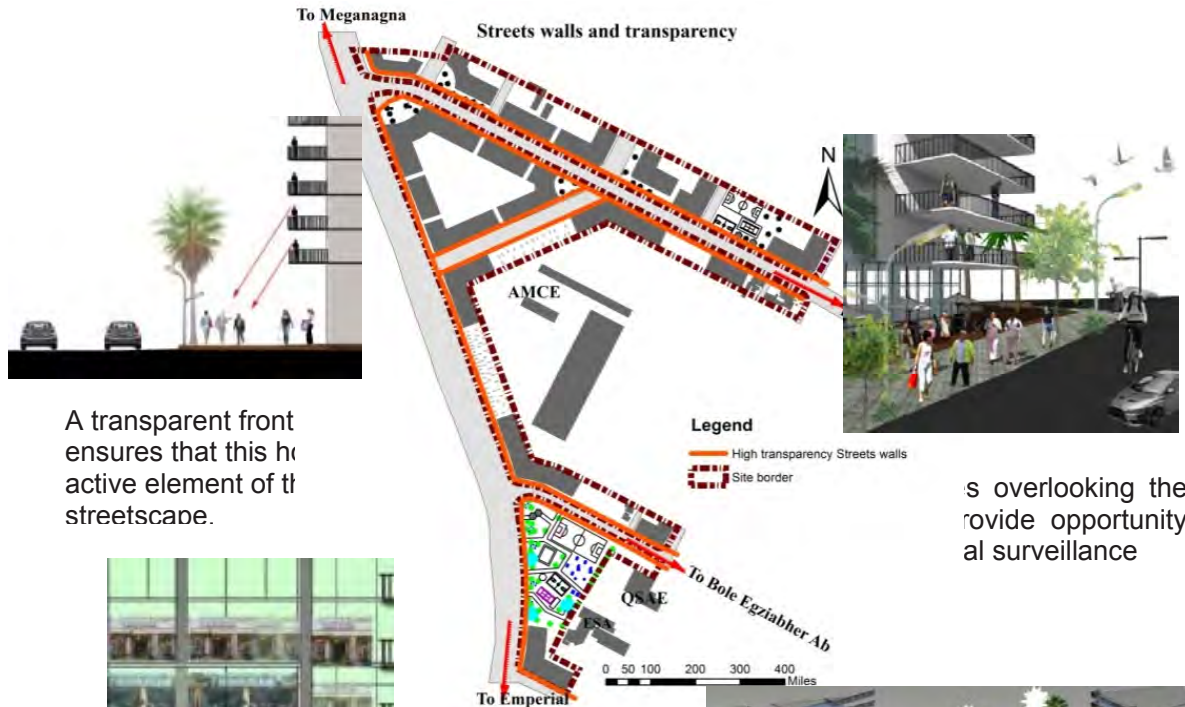 To Meganagna
Streets walls and transparency
N
AMCE
A transparent front
ensures that this
active element of
streetscape.
Legend
High transparency Streets walls
Site border
overlooking the
opportunity
surveillance
To Bole Egziabher Ab
QSAE
ESA
0 50 100 200 300 400
Miles
To Emperial